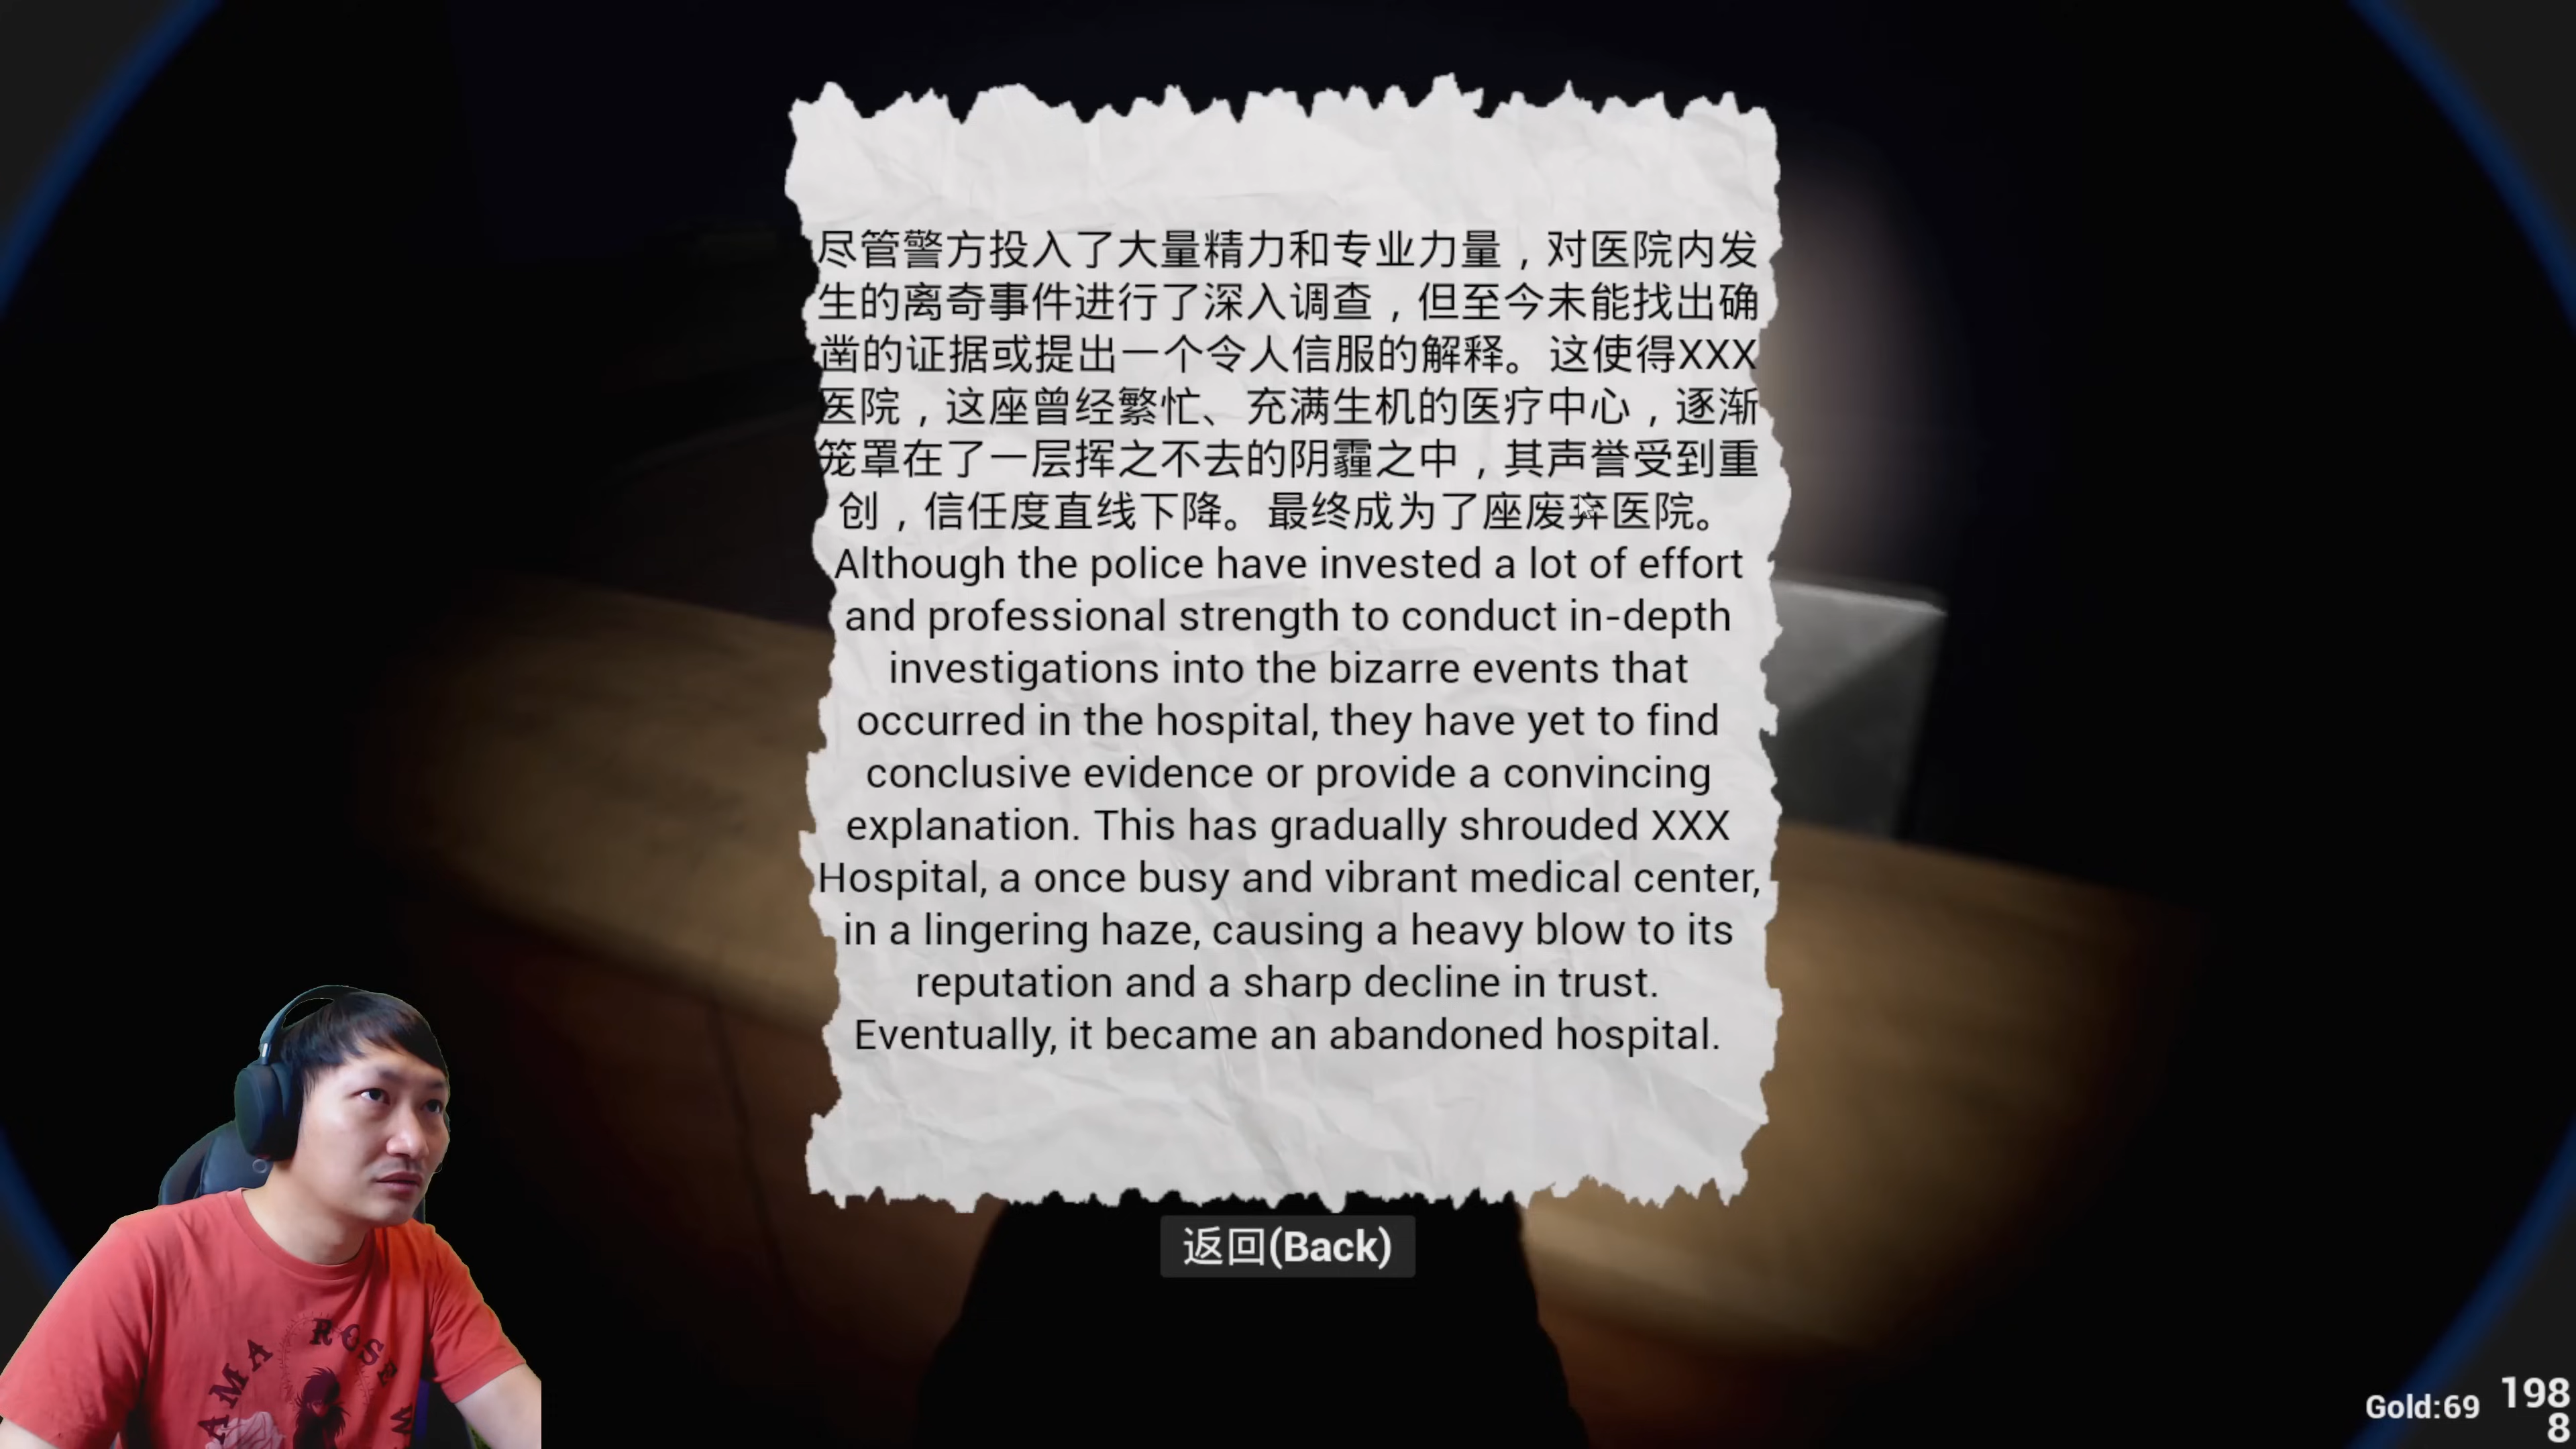 尽管警方投入了大量精力和专业力量，对医院内发
生的离奇事件进行了深入调查，但至今未能找出确
凿的证据或提出一个令人信服的解释。这使得XXX
医院，这座曾经繁忙、充满生机的医疗中心，逐渐
笼罩在了一层挥之不去的阴霾之中，其声誉受到重
创，信任度直线下降。最终成为了座废弃医院。
Although the police have invested a lot of effort
and professional strength to conduct in-depth
investigations into the bizarre events that
occurred in the hospital, they have yet to find
conclusive evidence or provide a convincing
explanation. This has gradually shrouded XXX
Hospital, a once busy and vibrant medical center,
in a lingering haze, causing a heavy blow to its
reputation and a sharp decline in trust.
Eventually, it became an abandoned hospital.
返回(Back)
AMA ROSE W
Gold:69 198
8